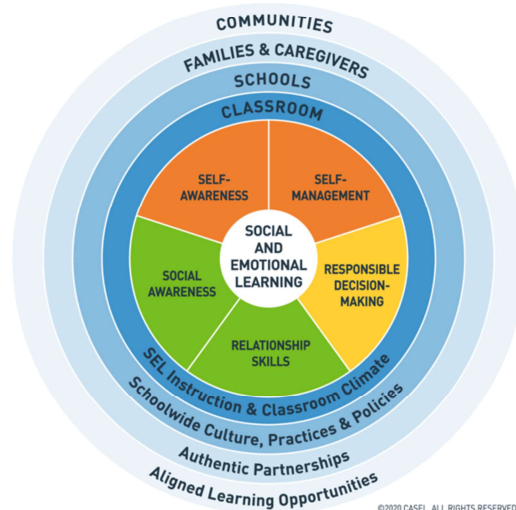 COMMUNITIES
FAMILIES & CAREGIVERS
SCHOOLS
CLASSROOM
SELF-
AWARENESS
SELF-
MANAGEMENT
SOCIAL
AND
EMOTIONAL
LEARNING
SOCIAL
AWARENESS
RESPONSIBLE
DECISION-
MAKING
RELATIONSHIP
SKILLS
SEL Instruction & Classroom Climate
Schoolwide Culture, Practices & Policies
Authentic Partnerships
Aligned Learning Opportunities
©2020 CASEL. ALL RIGHTS RESERVED